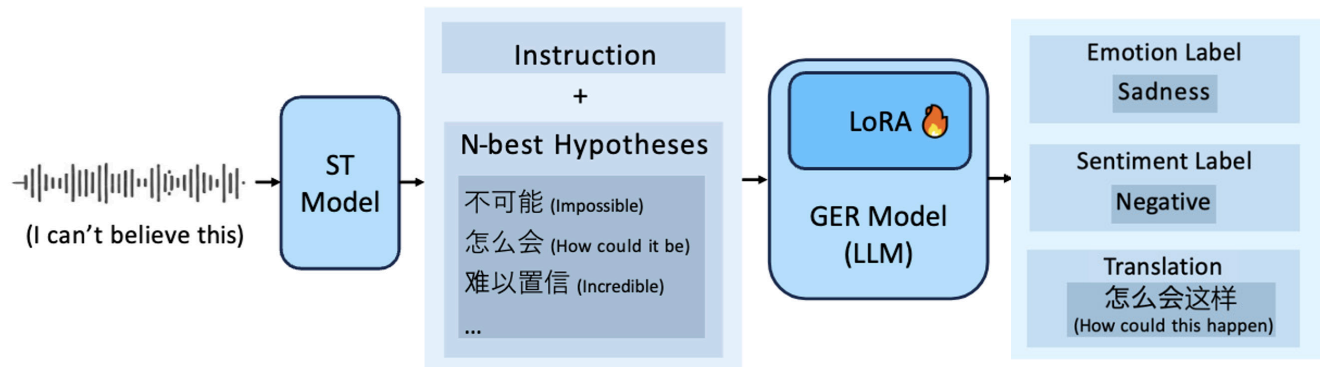 (I can't believe this)
ST
Model
Instruction
+
N-best Hypotheses
不可能 (Impossible)
怎么会 (How could it be)
难以置信 (Incredible)
...
LoRA
GER Model
(LLM)
Emotion Label
Sadness
Sentiment Label
Negative
Translation
怎么会这样
(How could this happen)